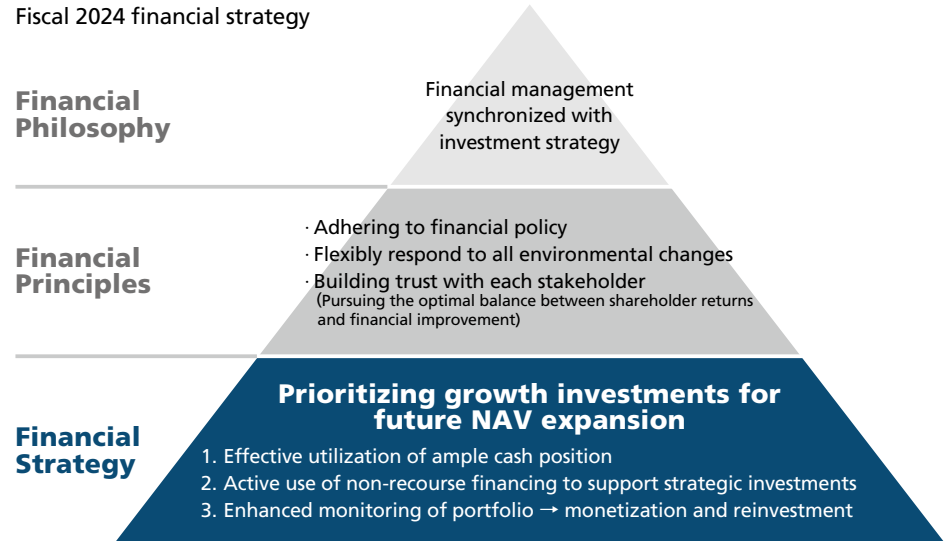 Fiscal 2024 financial strategy
Financial
Philosophy
Financial management
synchronized with
investment strategy
Financial
Principles
· Adhering to financial policy
· Flexibly respond to all environmental changes
· Building trust with each stakeholder
(Pursuing the optimal balance between shareholder returns
and financial improvement)
Financial
Strategy
Prioritizing growth investments for
future NAV expansion
1. Effective utilization of ample cash position
2. Active use of non-recourse financing to support strategic investments
3. Enhanced monitoring of portfolio → monetization and reinvestment